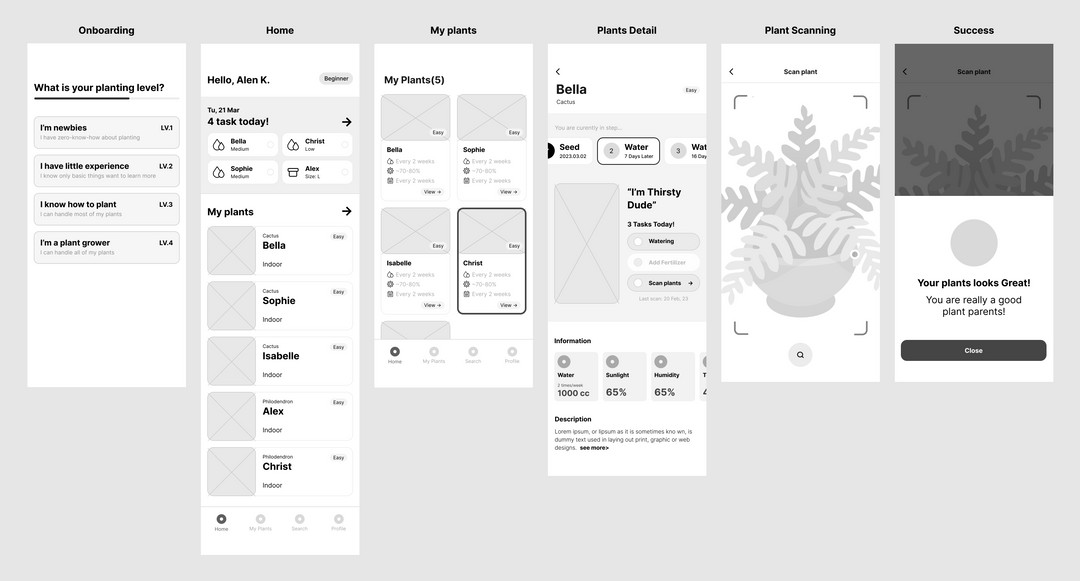 Onboarding
What is your planting level?
I'm newbies LV.1
I have zero-know-how about planting
I have little experience LV.2
I know only basic things want to learn more
I know how to plant LV.3
I can handle most of my plants
I'm a plant grower LV.4
I can handle all of my plants
Home
Hello, Alen K. Beginner
Tu, 21 Mar
4 task today!
Bella
Medium
Christ
Low
Sophie
Medium
Alex
Size: L
My plants
Cactus Easy
Bella
Indoor
Cactus Easy
Sophie
Indoor
Cactus Easy
Isabelle
Indoor
Philodendron Easy
Alex
Indoor
Philodendron Easy
Christ
Indoor
Home My Plants Search Profile
My plants
My Plants(5)
Easy
Bella
Every 2 weeks
~70-80%
Every 2 weeks
View
Easy
Sophie
Every 2 weeks
~70-80%
Every 2 weeks
View
Easy
Isabelle
Every 2 weeks
~70-80%
Every 2 weeks
View
Easy
Christ
Every 2 weeks
~70-80%
Every 2 weeks
View
Home My Plants Search Profile
Plants Detail
Bella Easy
Cactus
You are curently in step...
Seed
2023.03.02
2 Water
7 Days Later
3 Wat
16 Day
“I'm Thirsty
Dude”
3 Tasks Today!
Watering
Add Fertilizer
Scan plants
Last scan: 20 Feb, 23
Information
Water
2 times/week
1000 cc
Sunlight
65%
Humidity
65%
T
Description
Lorem ipsum, or lipsum as it is sometimes kno wn, is
dummy text used in laying out print, graphic or web
designs. see more>
Plant Scanning
Scan plant
Success
Scan plant
Your plants looks Great!
You are really a good
plant parents!
Close